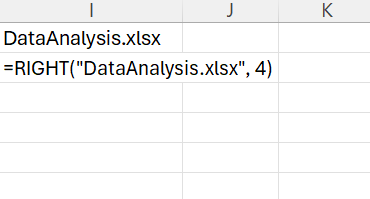 I J K
DataAnalysis.xlsx
=RIGHT("DataAnalysis.xlsx", 4)